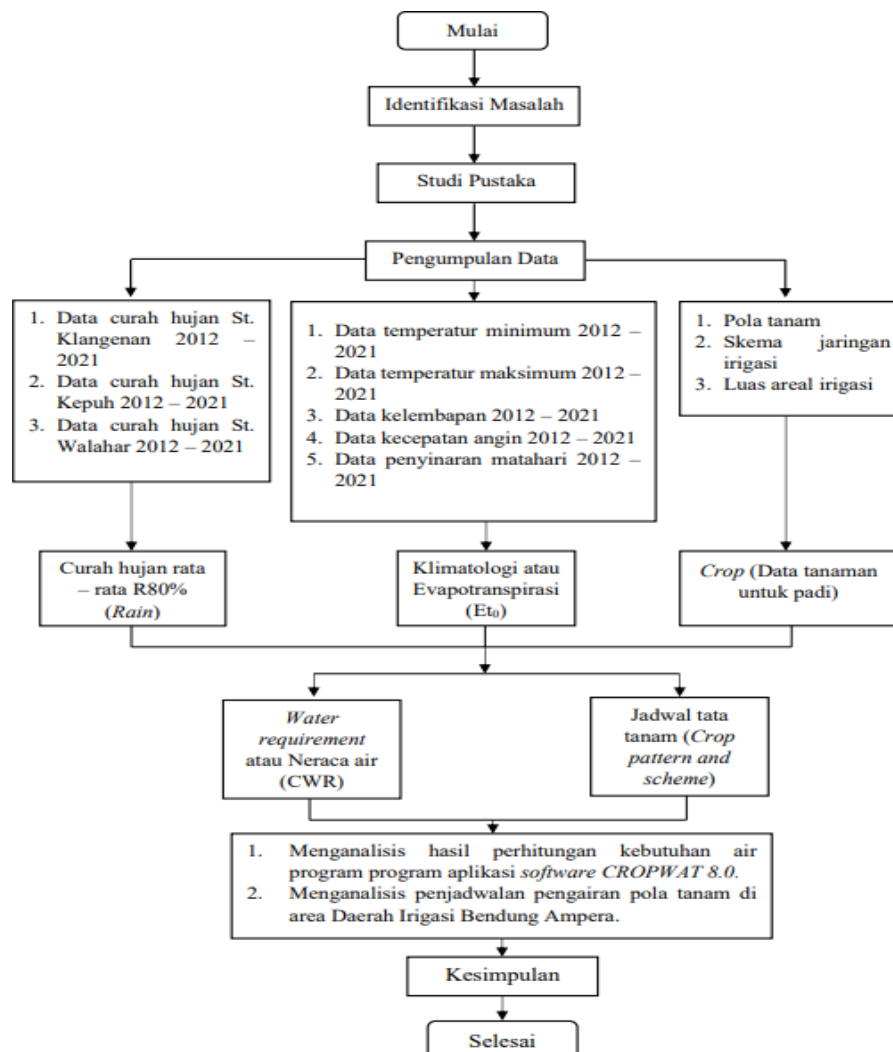 Mulai
Identifikasi Masalah
Studi Pustaka
Pengumpulan Data
1. Data curah hujan St.
Klangenan 2012 –
2021
2. Data curah hujan St.
Kepuh 2012 – 2021
3. Data curah hujan St.
Walahar 2012 – 2021
1. Data temperatur minimum 2012 –
2021
2. Data temperatur maksimum 2012 –
2021
3. Data kelembapan 2012 – 2021
4. Data kecepatan angin 2012 – 2021
5. Data penyinaran matahari 2012 –
2021
1. Pola tanam
2. Skema jaringan
irigasi
3. Luas areal irigasi
Curah hujan rata
– rata R80%
(Rain)
Klimatologi atau
Evapotranspirasi
(Et₀)
Crop (Data tanaman
untuk padi)
Water
requirement
atau Neraca air
(CWR)
Jadwal tata
tanam (Crop
pattern and
scheme)
1. Menganalisis hasil perhitungan kebutuhan air
program program aplikasi software CROPWAT 8.0.
2. Menganalisis penjadwalan pengairan pola tanam di
area Daerah Irigasi Bendung Ampera.
Kesimpulan
Selesai